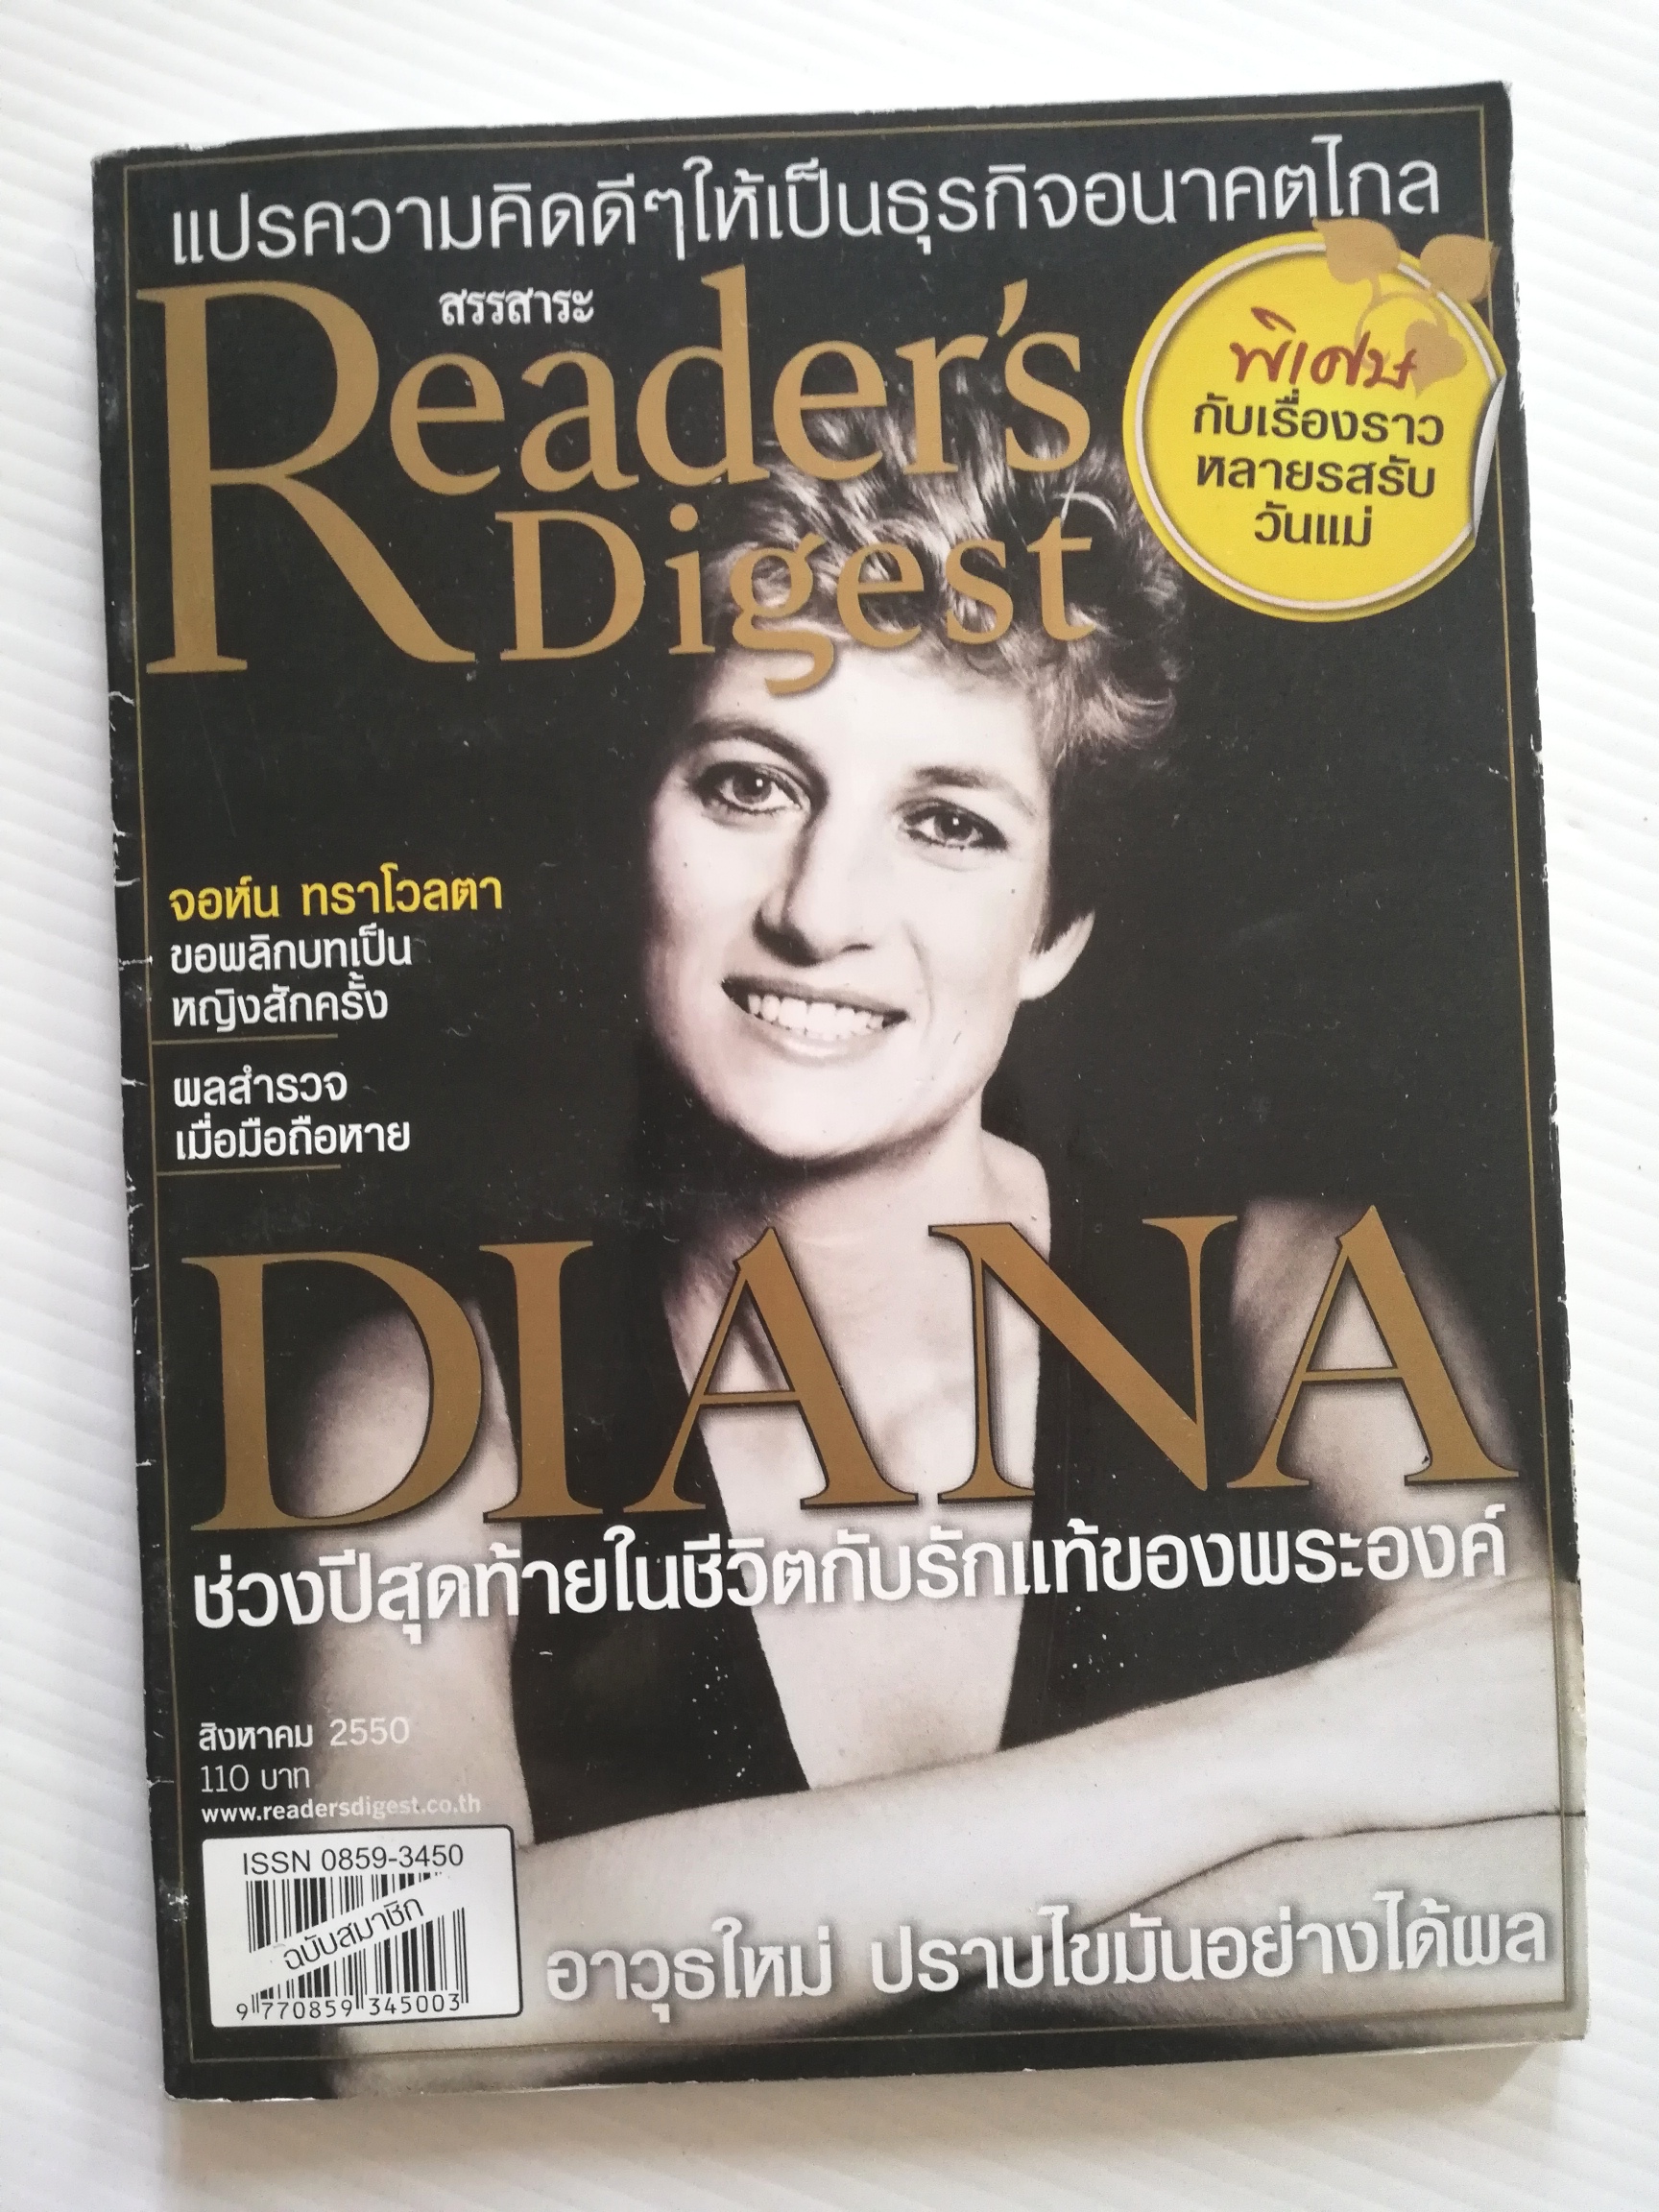 แปรความคิดดีๆให้เป็นธุรกิจอนาคตไกล
สรรสาระ
Reader's
Digest
พิเศษ
กับเรื่องราว
หลายรสรับ
วันแม่
จอห์น ทราโวลตา
ขอพลิกบทเป็น
หญิงสักครั้ง
ผลสำรวจ
เมื่อมือถือหาย
DIANA
ช่วงปีสุดท้ายในชีวิตกับรักแท้ของพระองค์
สิงหาคม 2550
110 บาท
www.readersdigest.co.th
ISSN 0859-3450
ฉบับสมาชิก
9 770859 345003
อาวุธใหม่ ปราบไขมันอย่างได้ผล